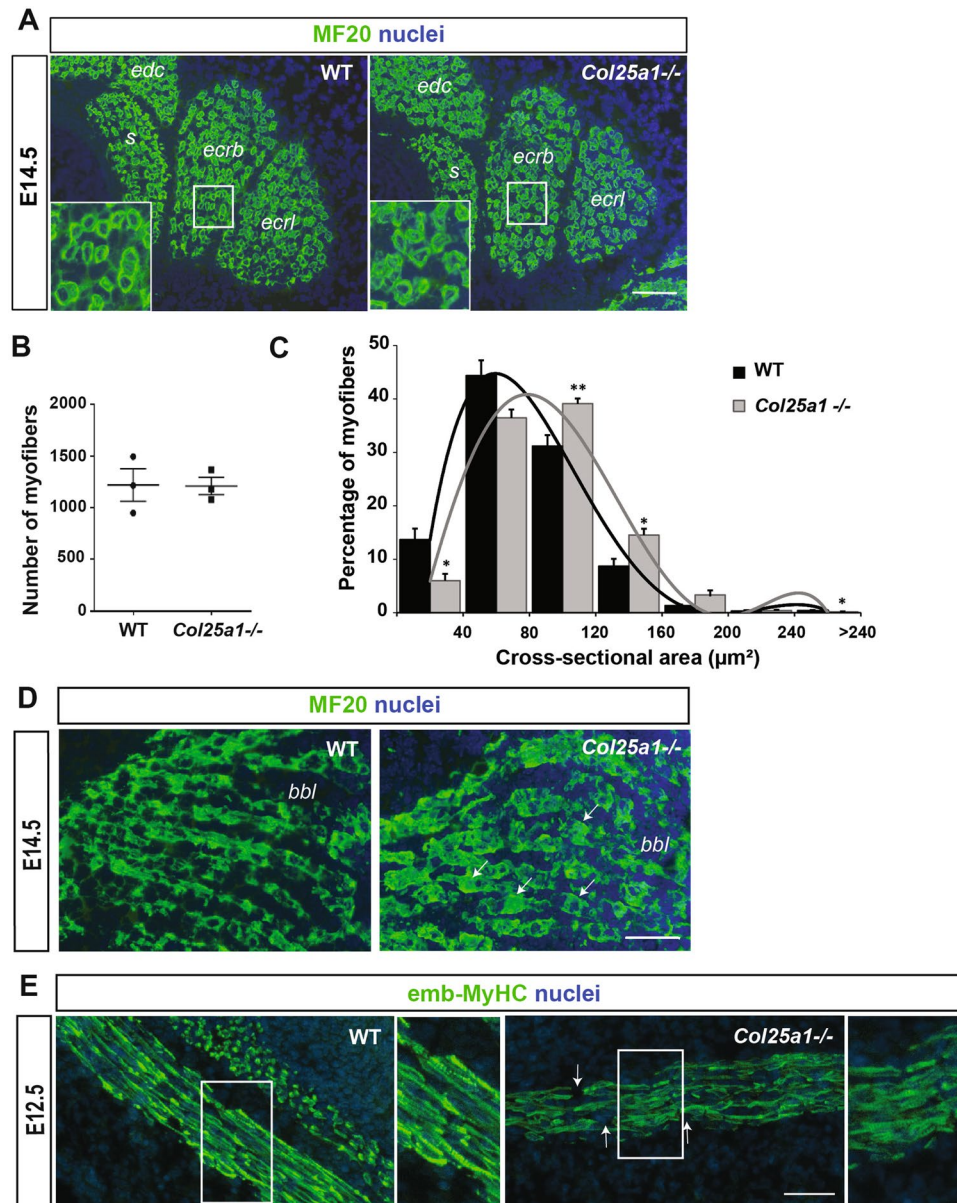 A
MF20 nuclei
E14.5
WT
edc
s
ecrb
ecrl
Col25a1-/-
edc
s
ecrb
ecrl
B
Number of myofibers
2000
1500
1000
500
0
WT
Col25a1-/-
C
Percentage of myofibers
50
40
30
20
10
0
*
**
*
*
40
80
120
160
200
240
>240
Cross-sectional area (µm²)
WT
Col25a1 -/-
D
MF20 nuclei
E14.5
WT
bbl
Col25a1-/-
bbl
E
emb-MyHC nuclei
E12.5
WT
Col25a1-/-